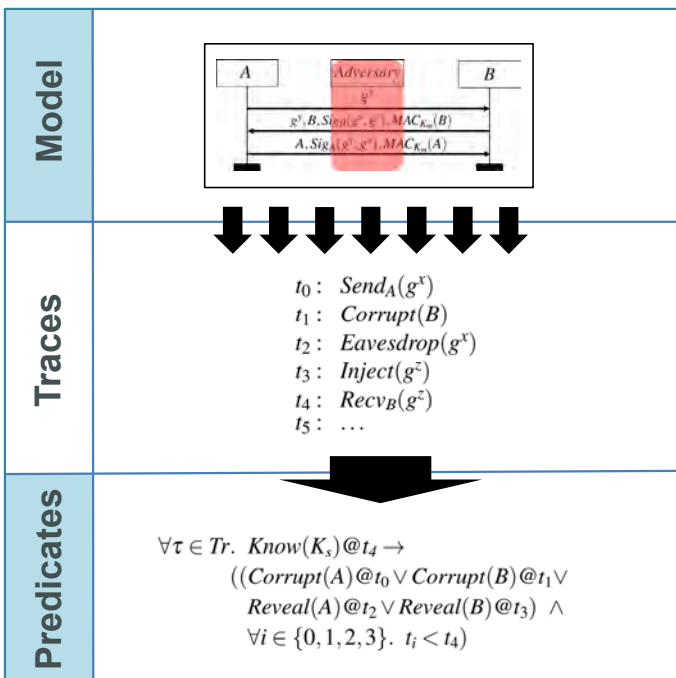 Model
A Adversary B
g^x
g^y, B, Sig_B(g^x, g^y), MAC_{K_m}(B)
A, Sig_A(g^y, g^x), MAC_{K_m}(A)
Traces
t_0 : Send_A(g^x)
t_1 : Corrupt(B)
t_2 : Eavesdrop(g^x)
t_3 : Inject(g^z)
t_4 : Recv_B(g^z)
t_5 : ...
Predicates
∀τ ∈ Tr. Know(K_s)@t_4 →
((Corrupt(A)@t_0 ∨ Corrupt(B)@t_1 ∨
Reveal(A)@t_2 ∨ Reveal(B)@t_3) ∧
∀i ∈ {0,1,2,3}. t_i < t_4)